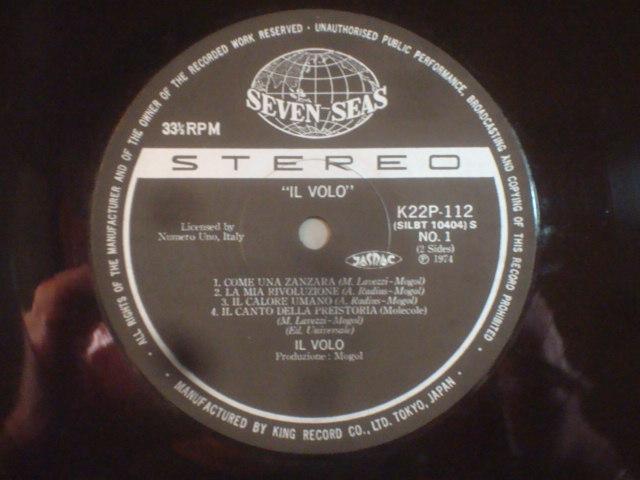 ALL RIGHTS OF THE MANUFACTURER AND OF THE OWNER OF THE RECORDED WORK RESERVED · UNAUTHORISED PUBLIC PERFORMANCE, BROADCASTING AND COPYING OF THIS RECORD PROHIBITED ·
SEVEN SEAS
33⅓ RPM
STEREO
"IL VOLO"
Licensed by
Numero Uno, Italy
K22P-112
(SILBT 10404) S
NO. 1
(2 Sides)
JASRAC
℗ 1974
1. COME UNA ZANZARA (M. Lavezzi-Mogol)
2. LA MIA RIVOLUZIONE (A. Radius-Mogol)
3. IL CALORE UMANO (A. Radius-Mogol)
4. IL CANTO DELLA PREISTORIA (Molecole)
(M. Lavezzi-Mogol)
(Ed. Universale)
IL VOLO
Produzione: Mogol
MANUFACTURED BY KING RECORD CO., LTD. TOKYO, JAPAN ·